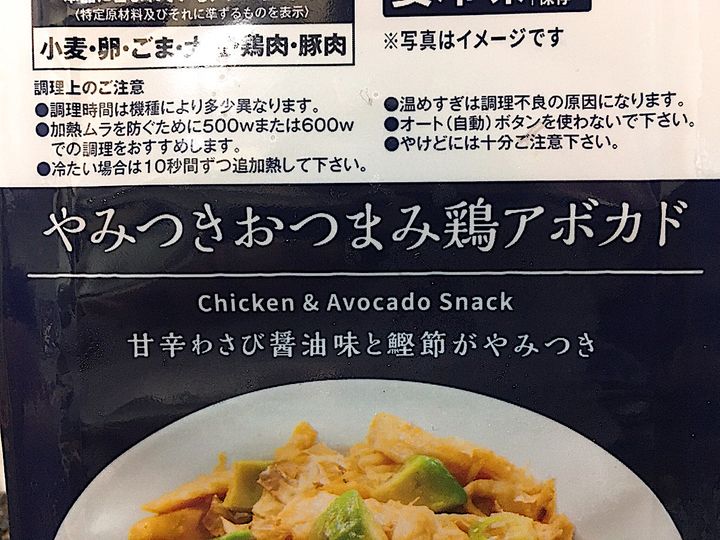 (特定原材料及びそれに準ずるものを表示)
小麦・卵・ごま・ 鶏肉・豚肉
※写真はイメージです
調理上のご注意
●調理時間は機種により多少異なります。
●加熱ムラを防ぐために500wまたは600w
での調理をおすすめします。
●冷たい場合は10秒間ずつ追加熱して下さい。
●温めすぎは調理不良の原因になります。
●オート(自動)ボタンを使わないで下さい。
●やけどには十分ご注意下さい。
やみつきおつまみ鶏アボカド
Chicken & Avocado Snack
甘辛わさび醤油味と鰹節がやみつき